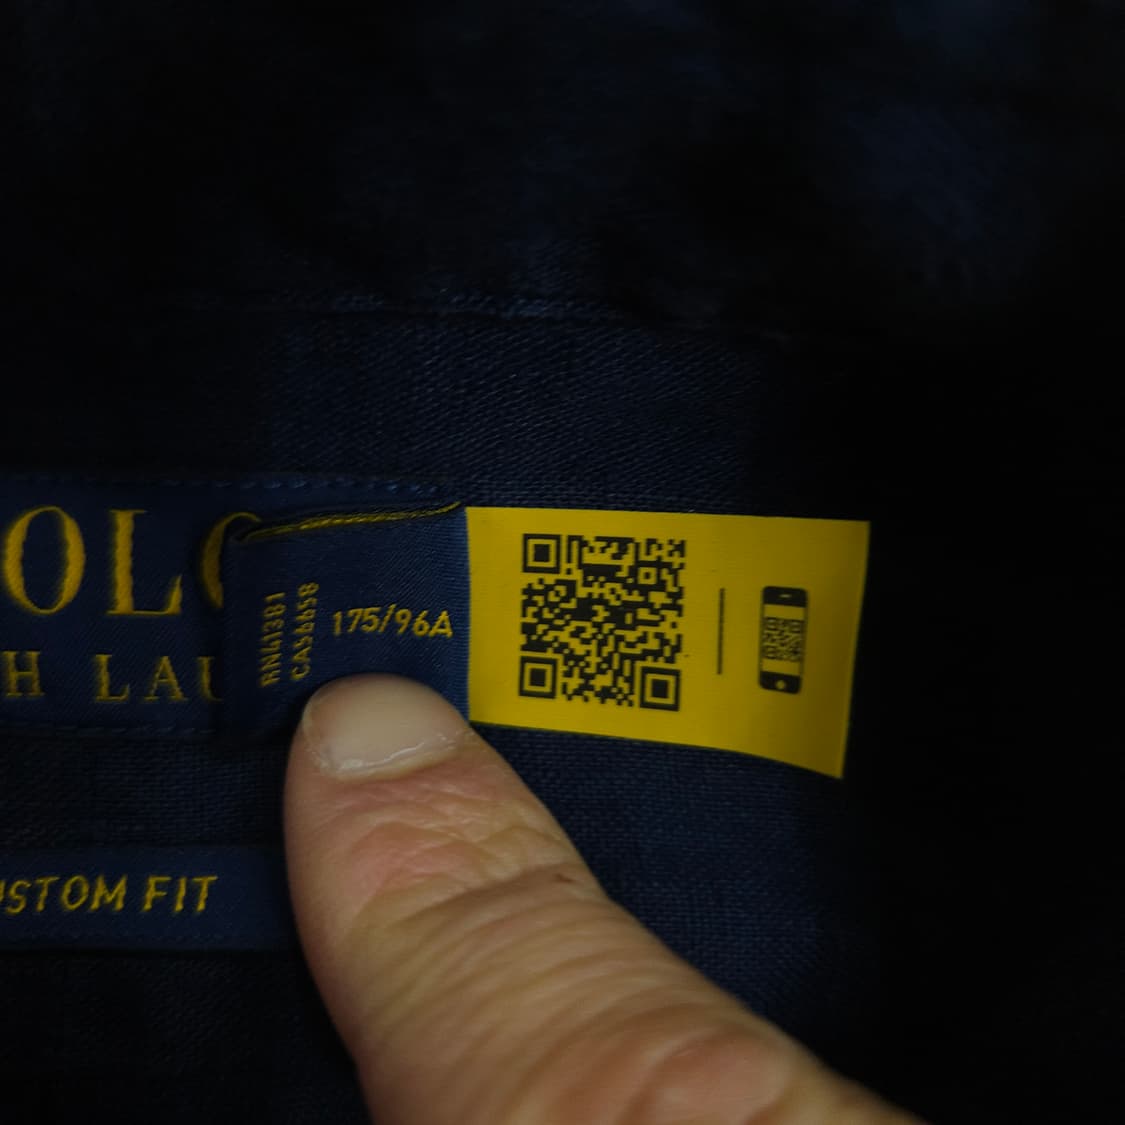 OLO
H LAU
RN41381
CA56658
175/96A
USTOM FIT